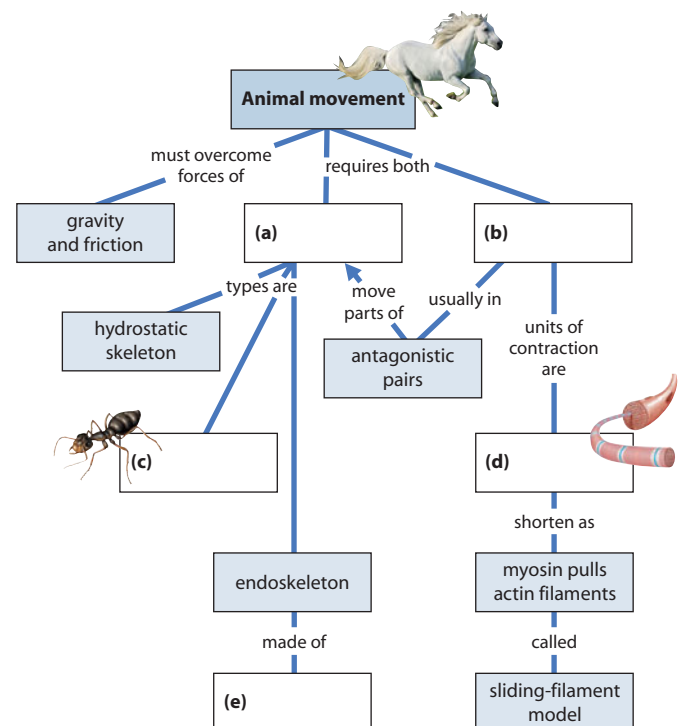 Animal movement
must overcome
forces of
requires both
gravity
and friction
(a)
(b)
types are
move
parts of
usually in
hydrostatic
skeleton
antagonistic
pairs
units of
contraction
are
(c)
(d)
shorten as
endoskeleton
myosin pulls
actin filaments
made of
called
(e)
sliding-filament
model